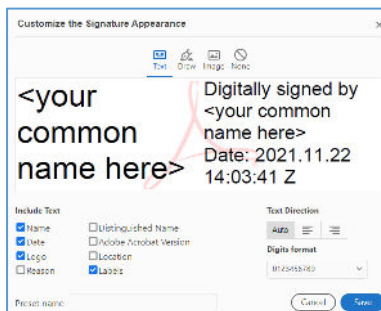 Customize the Signature Appearance
Text Draw Image None
<your
common
name here>
Digitally signed by
<your common
name here>
Date: 2021.11.22
14:03:41 Z
Include Text
Name
Distinguished Name
Date
Adobe Acrobat Version
Logo
Location
Reason
Labels
Text Direction
Auto
Digits format
0123456789
Preset name
Cancel
Save